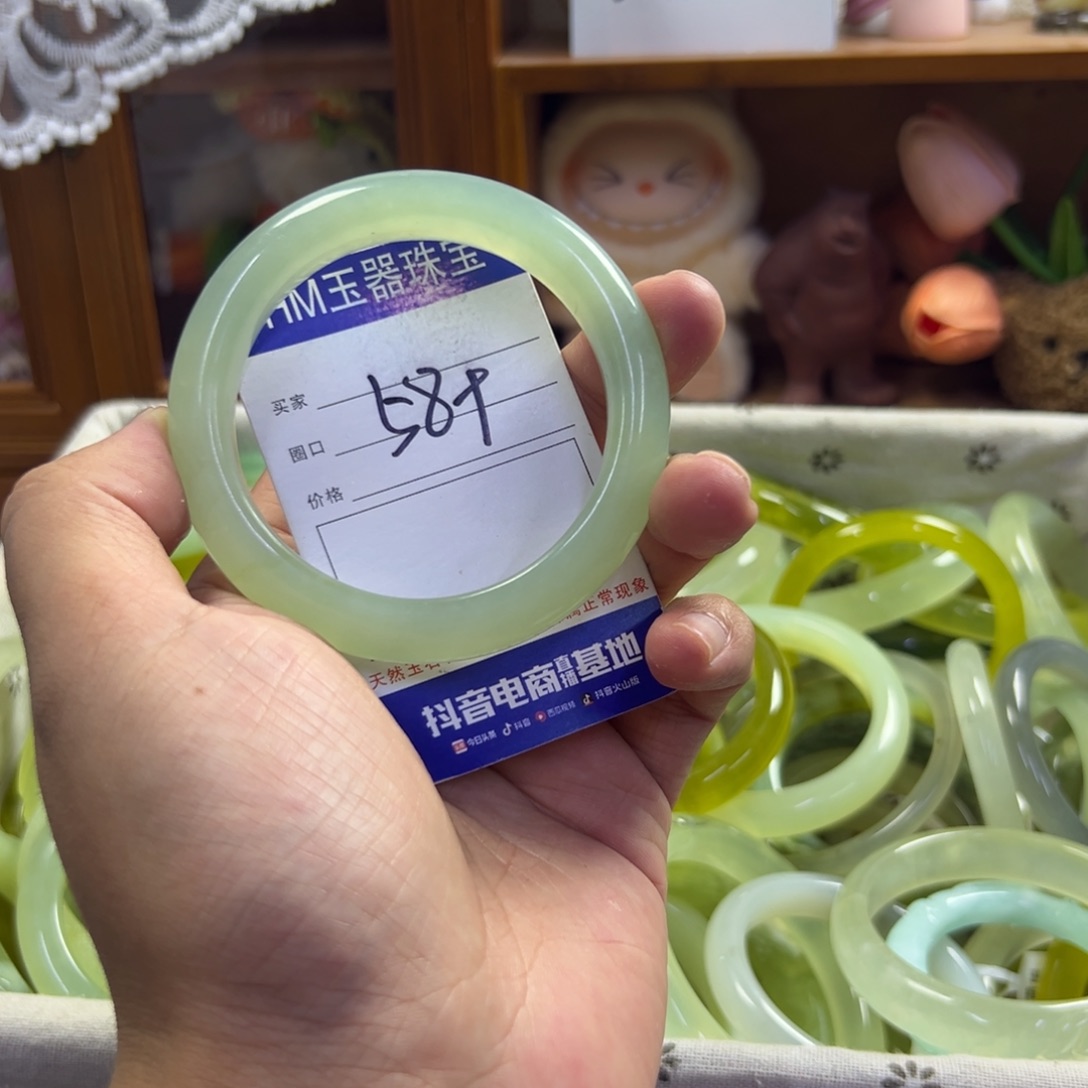 HM玉器珠宝
买家
圈口
价格
天然玉石 属正常现象
抖音电商直播基地
今日头条 抖音 西瓜视频 抖音火山版